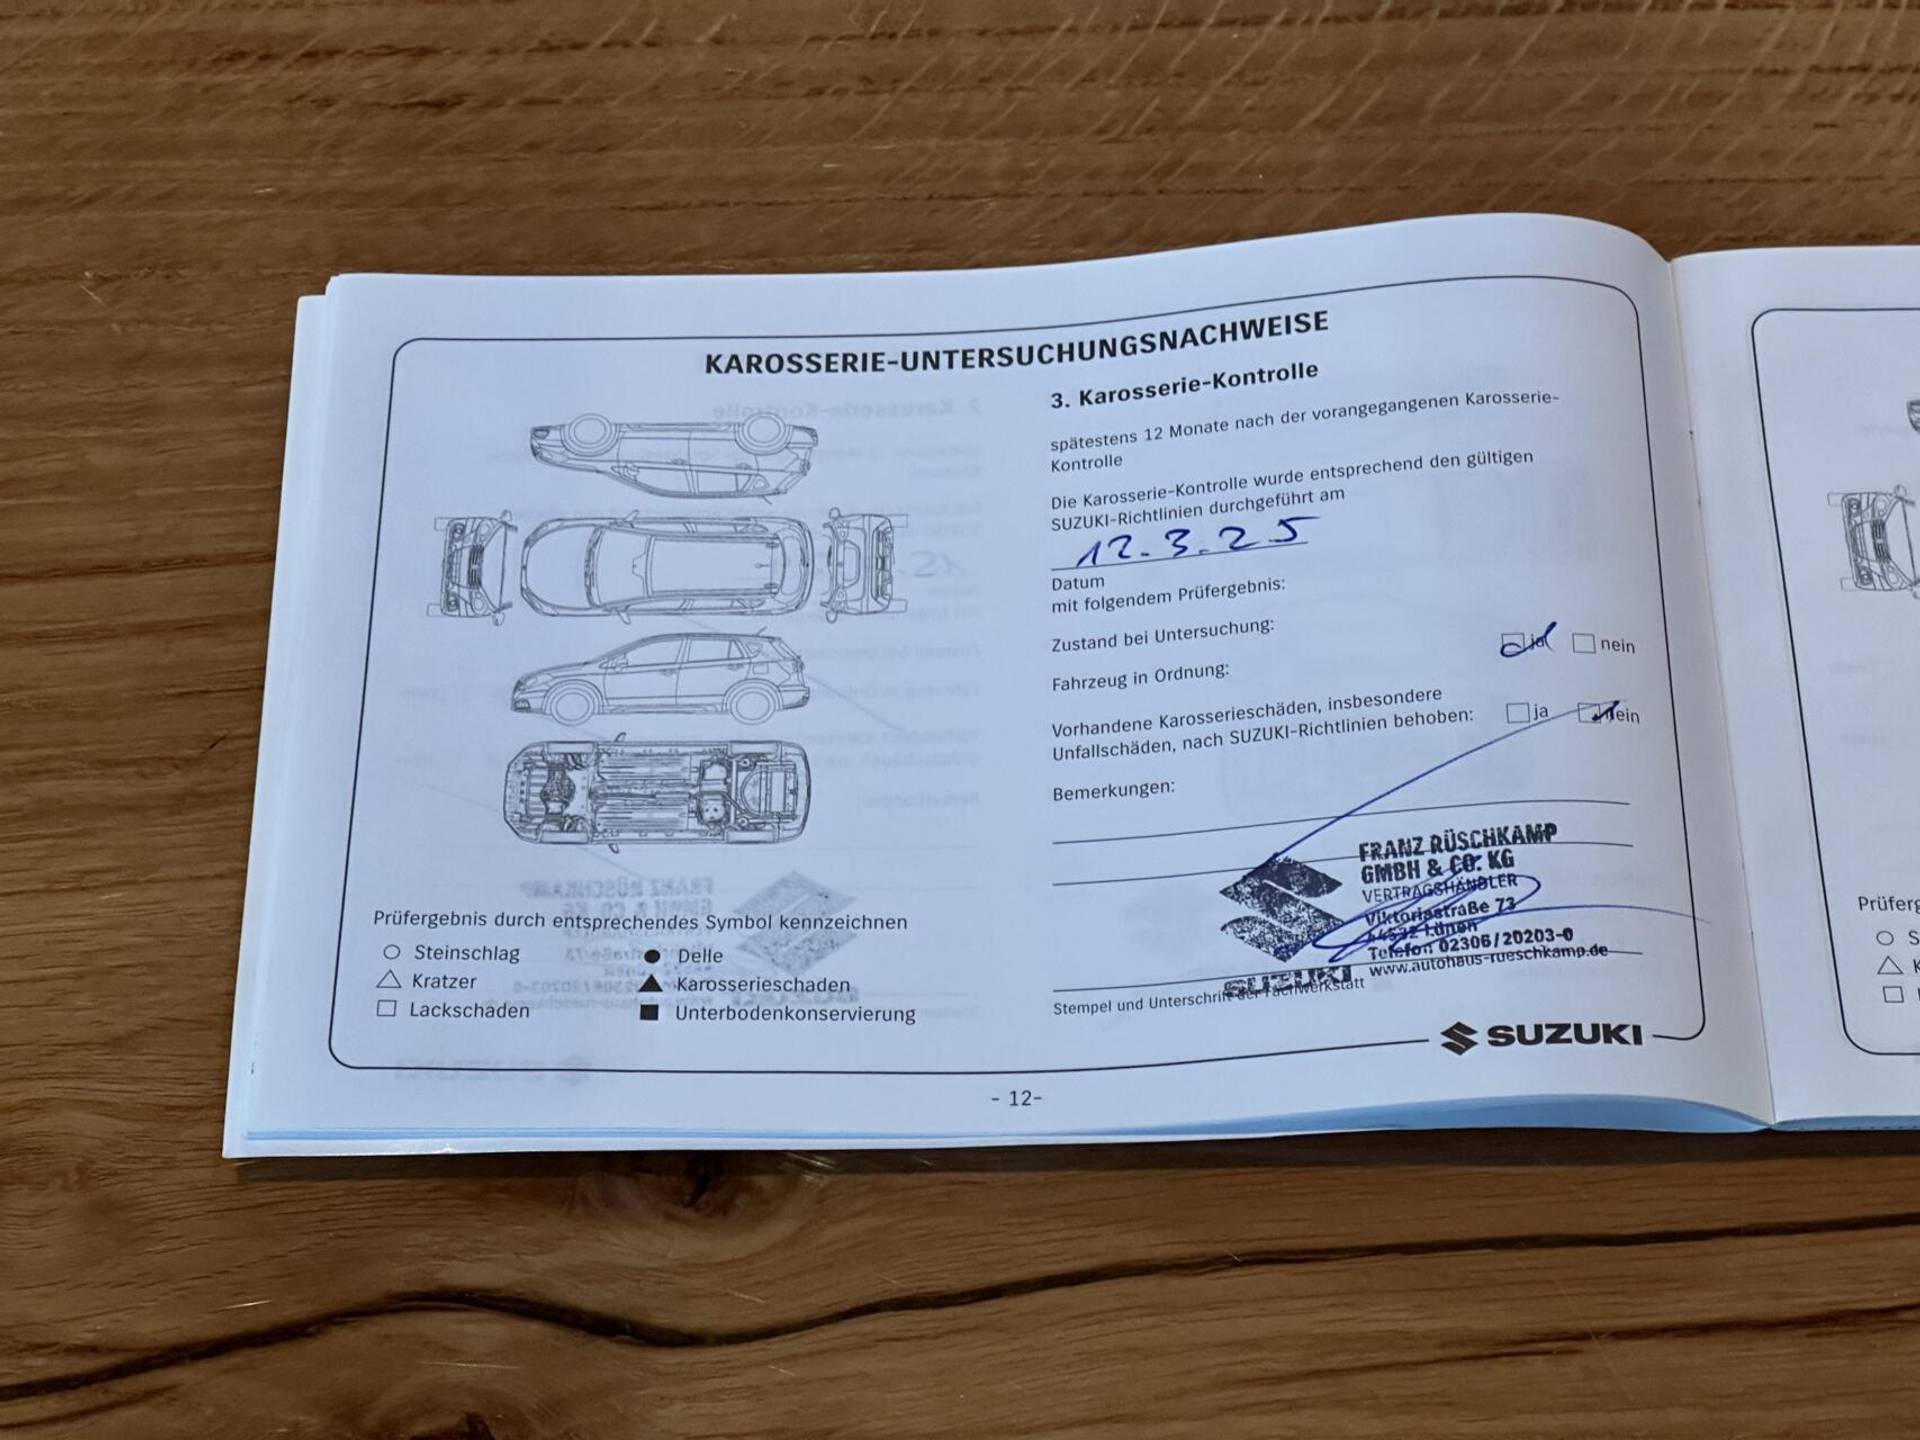 KAROSSERIE-UNTERSUCHUNGSNACHWEISE
3. Karosserie-Kontrolle
spätestens 12 Monate nach der vorangegangenen Karosserie-
Kontrolle
Die Karosserie-Kontrolle wurde entsprechend den gültigen
SUZUKI-Richtlinien durchgeführt am
12.3.25
Datum
mit folgendem Prüfergebnis:
Zustand bei Untersuchung:
Fahrzeug in Ordnung:
ja nein
Vorhandene Karosserieschäden, insbesondere
Unfallschäden, nach SUZUKI-Richtlinien behoben:
ja nein
Bemerkungen:
FRANZ RÜSCHKAMP
GMBH & CO. KG
VERTRAGSHÄNDLER
Viktoriastraße 73
Lünen
Telefon 02306/20203-0
www.autohaus-rueschkamp.de
SUZUKI
Stempel und Unterschrift der Fachwerkstatt
Prüfergebnis durch entsprechendes Symbol kennzeichnen
Steinschlag
Kratzer
Lackschaden
Delle
Karosserieschaden
Unterbodenkonservierung
SUZUKI
- 12-
Prüferg
S
K